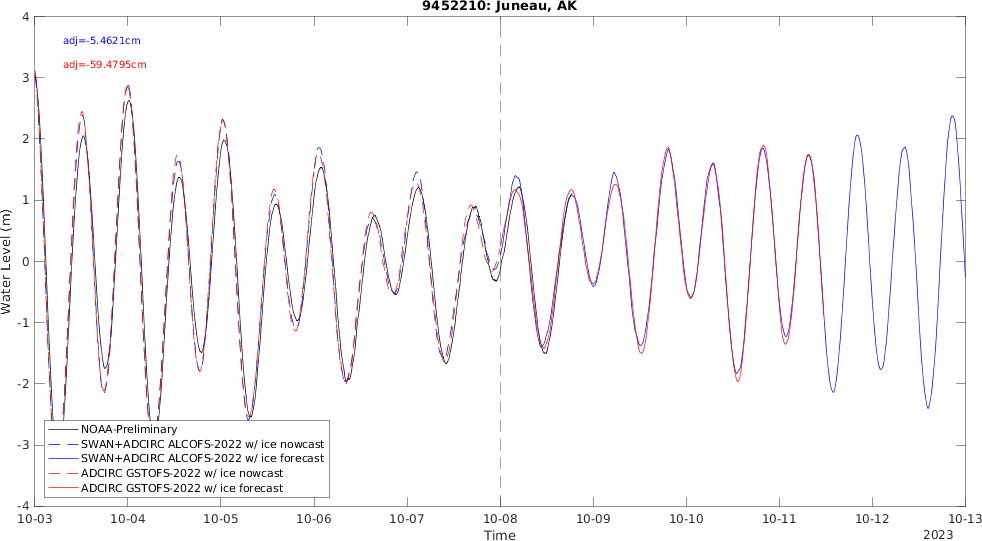 9452210: Juneau, AK
adj=-5.4621cm
adj=-59.4795cm
Water Level (m)
4
3
2
1
0
-1
-2
-3
-4
NOAA-Preliminary
SWAN+ADCIRC ALCOFS-2022 w/ ice nowcast
SWAN+ADCIRC ALCOFS-2022 w/ ice forecast
ADCIRC GSTOFS-2022 w/ ice nowcast
ADCIRC GSTOFS-2022 w/ ice forecast
10-03 10-04 10-05 10-06 10-07 10-08 10-09 10-10 10-11 10-12 10-13
Time
2023